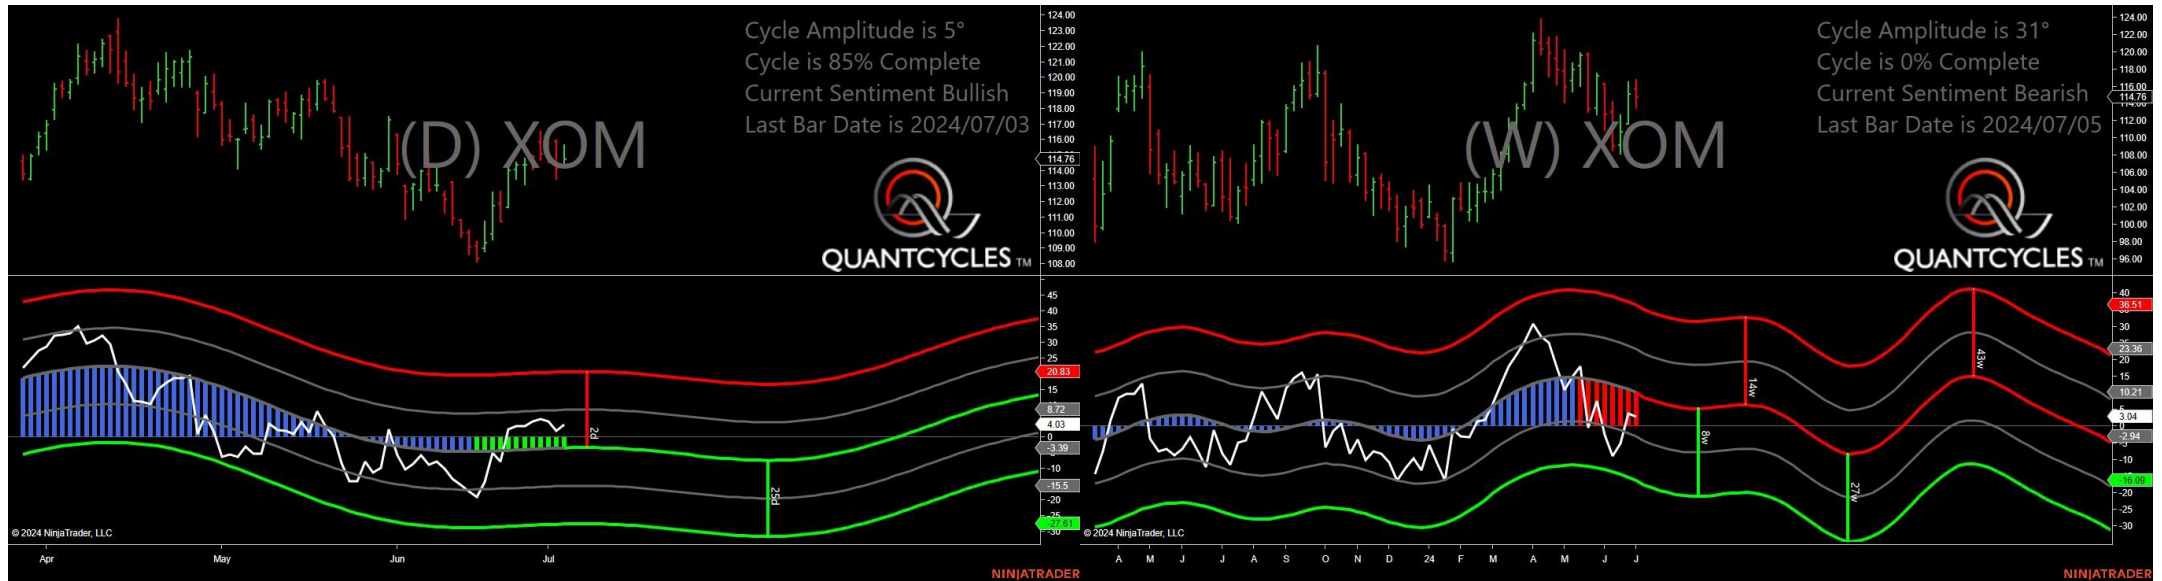 Cycle Amplitude is 5°
Cycle is 85% Complete
Current Sentiment Bullish
Last Bar Date is 2024/07/03
(D) XOM
QUANTCYCLES TM
124.00
122.00
121.00
120.00
119.00
118.00
117.00
116.00
114.76
114.00
113.00
112.00
111.00
110.00
109.00
108.00
45
40
35
30
25
20.83
15
8.72
4.03
0
-3.39
-10
-15.5
-20
-25
-27.61
-30
2d
25d
© 2024 NinjaTrader, LLC
Apr May Jun Jul
NINJATRADER
Cycle Amplitude is 31°
Cycle is 0% Complete
Current Sentiment Bearish
Last Bar Date is 2024/07/05
(W) XOM
QUANTCYCLES TM
124.00
122.00
120.00
118.00
116.00
114.76
112.00
110.00
108.00
106.00
104.00
102.00
100.00
98.00
96.00
40
36.51
30
23.36
20
15
10.21
5
3.04
-2.94
-5
-10
-16.09
-20
-25
-30
14w
8w
27w
43w
© 2024 NinjaTrader, LLC
A M J J A S O N D 24 F M A M J J
NINJATRADER